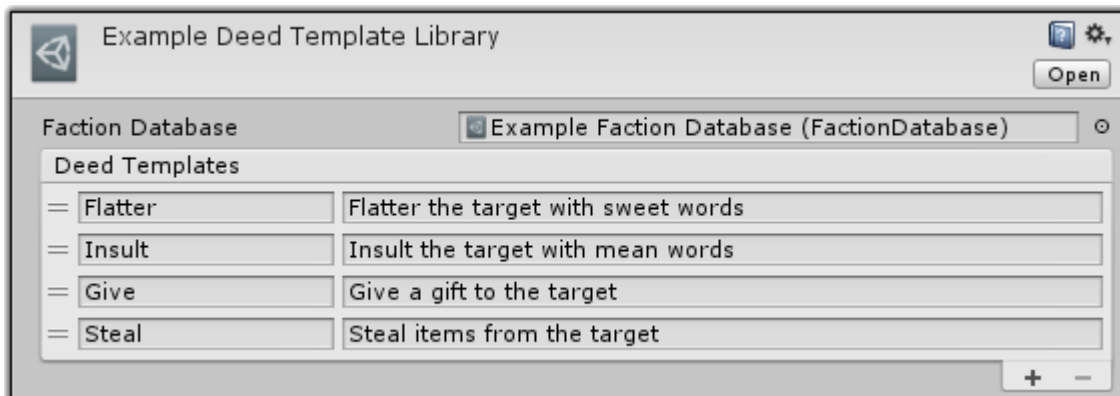 Example Deed Template Library
Open
Faction Database Example Faction Database (FactionDatabase)
Deed Templates
Flatter Flatter the target with sweet words
Insult Insult the target with mean words
Give Give a gift to the target
Steal Steal items from the target